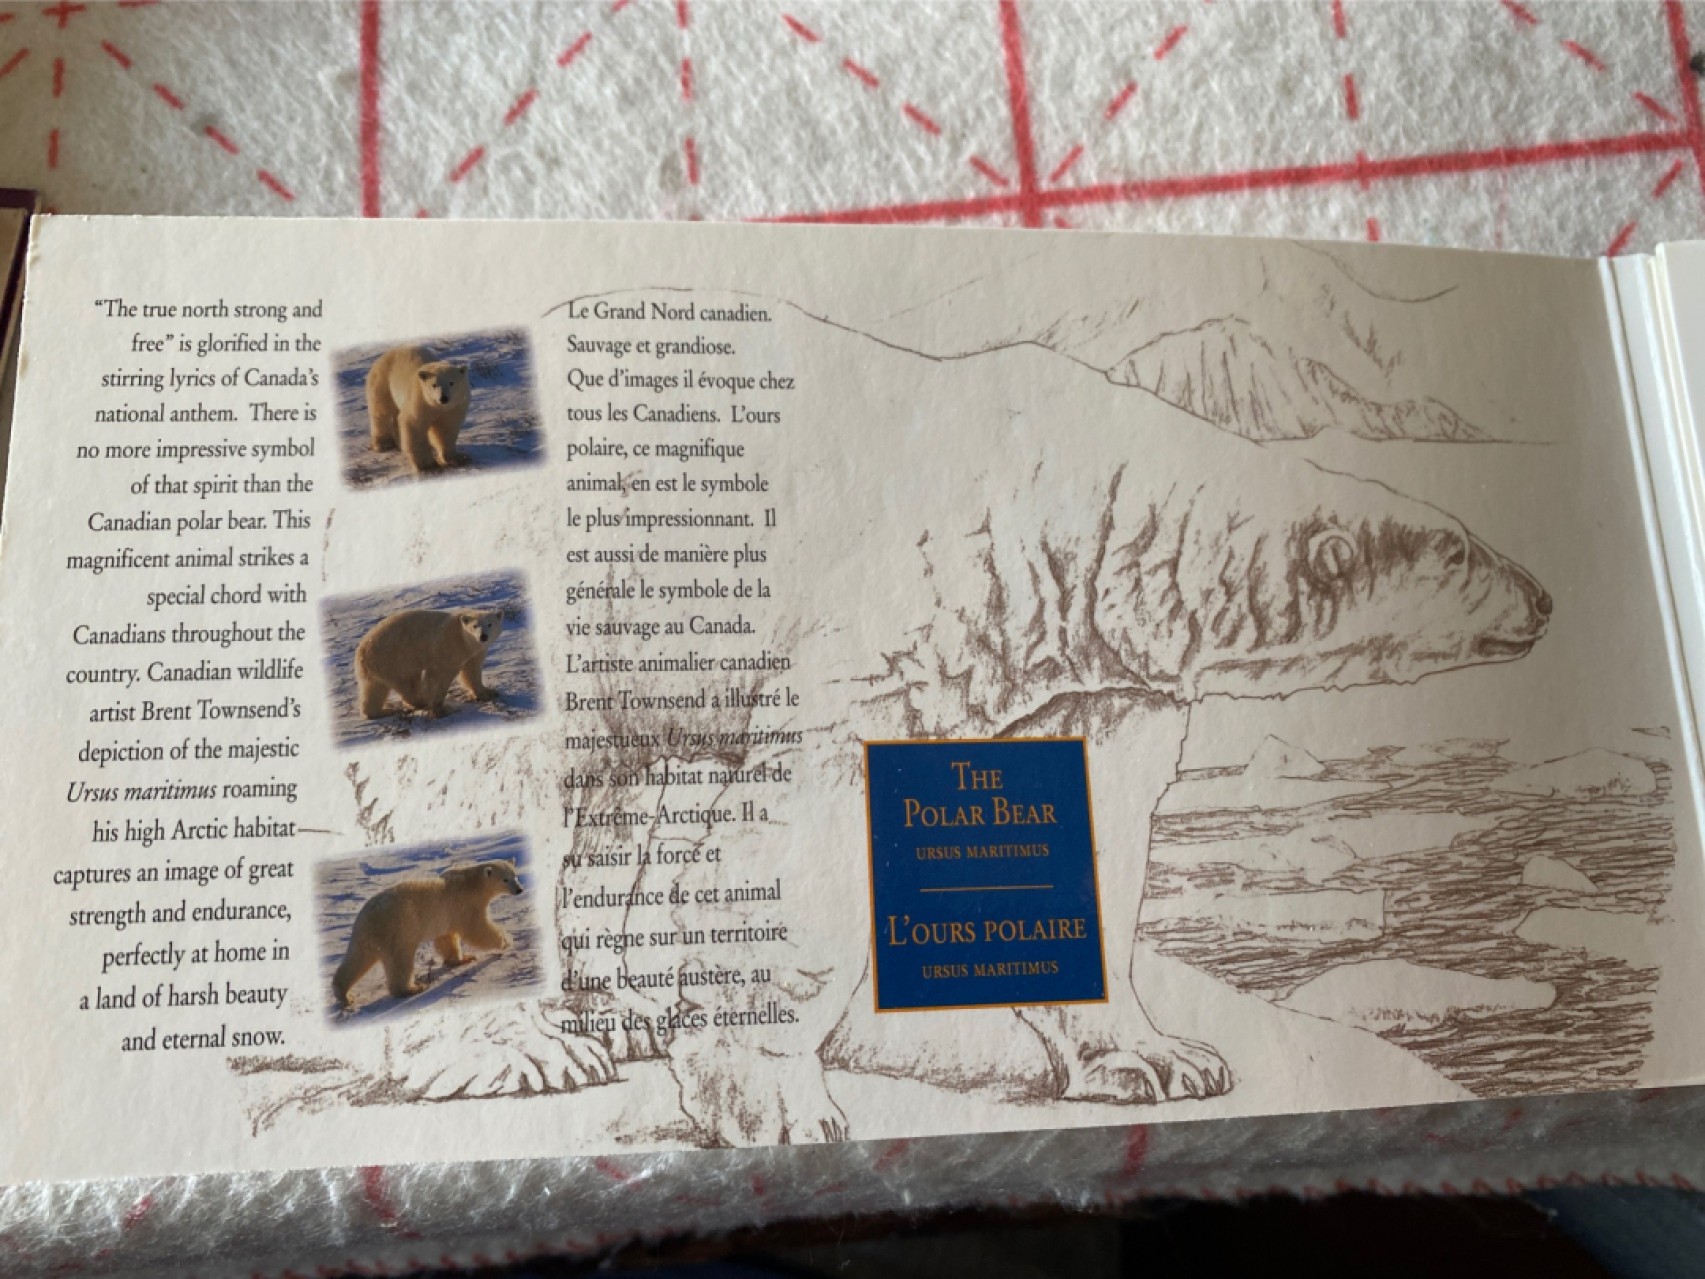 “The true north strong and
free” is glorified in the
stirring lyrics of Canada’s
national anthem. There is
no more impressive symbol
of that spirit than the
Canadian polar bear. This
magnificent animal strikes a
special chord with
Canadians throughout the
country. Canadian wildlife
artist Brent Townsend’s
depiction of the majestic
Ursus maritimus roaming
his high Arctic habitat
captures an image of great
strength and endurance,
perfectly at home in
a land of harsh beauty
and eternal snow.
Le Grand Nord canadien.
Sauvage et grandiose.
Que d’images il évoque chez
tous les Canadiens. L’ours
polaire, ce magnifique
animal, en est le symbole
le plus impressionnant. Il
est aussi de manière plus
générale le symbole de la
vie sauvage au Canada.
L’artiste animalier canadien
Brent Townsend a illustré le
majestueux Ursus maritimus
dans son habitat naturel de
l’Extrême-Arctique. Il a
su saisir la force et
l’endurance de cet animal
qui règne sur un territoire
d’une beauté austère, au
milieu des glaces éternelles.
THE
POLAR BEAR
URSUS MARITIMUS
L’OURS POLAIRE
URSUS MARITIMUS